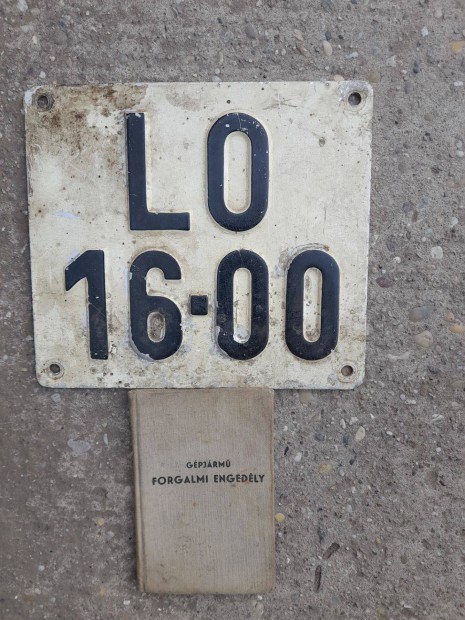 LO
16-00
GÉPJÁRMŰ
FORGALMI ENGEDÉLY